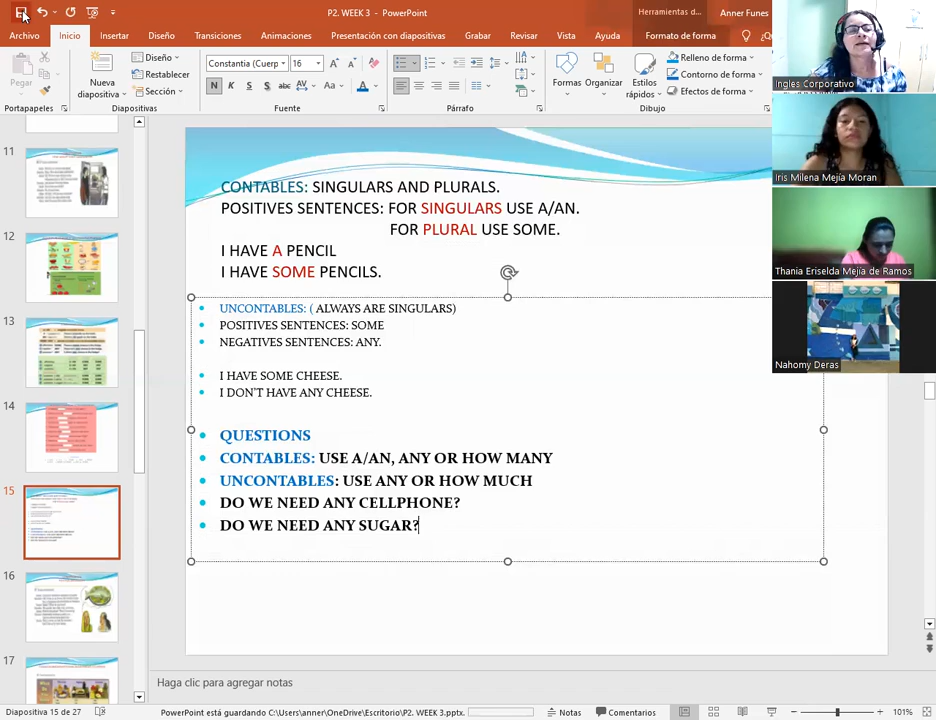 P2. WEEK 3 - PowerPoint
Herramientas d...
Anner Funes
Archivo
Inicio
Insertar
Diseño
Transiciones
Animaciones
Presentación con diapositivas
Grabar
Revisar
Vista
Ayuda
Formato de forma
Pegar
Nueva
diapositiva
Diseño
Restablecer
Sección
Constantia (Cuerp
16
N K S S abc AV Aa A
Formas
Organizar
Estilos
rápidos
Relleno de forma
Contorno de forma
Efectos de forma
Portapapeles
Diapositivas
Fuente
Párrafo
Dibujo
Ingles Corporativo
Iris Milena Mejía Moran
Thania Eriselda Mejía de Ramos
Nahomy Deras
11
12
13
14
15
16
17
CONTABLES: SINGULARS AND PLURALS.
POSITIVES SENTENCES: FOR SINGULARS USE A/AN.
FOR PLURAL USE SOME.
I HAVE A PENCIL
I HAVE SOME PENCILS.
• UNCONTABLES: ( ALWAYS ARE SINGULARS)
• POSITIVES SENTENCES: SOME
• NEGATIVES SENTENCES: ANY.
• I HAVE SOME CHEESE.
• I DON'T HAVE ANY CHEESE.
• QUESTIONS
• CONTABLES: USE A/AN, ANY OR HOW MANY
• UNCONTABLES: USE ANY OR HOW MUCH
• DO WE NEED ANY CELLPHONE?
• DO WE NEED ANY SUGAR?
Haga clic para agregar notas
Diapositiva 15 de 27
PowerPoint está guardando C:\Users\anner\OneDrive\Escritorio\P2. WEEK 3.pptx.
Notas
Comentarios
101%